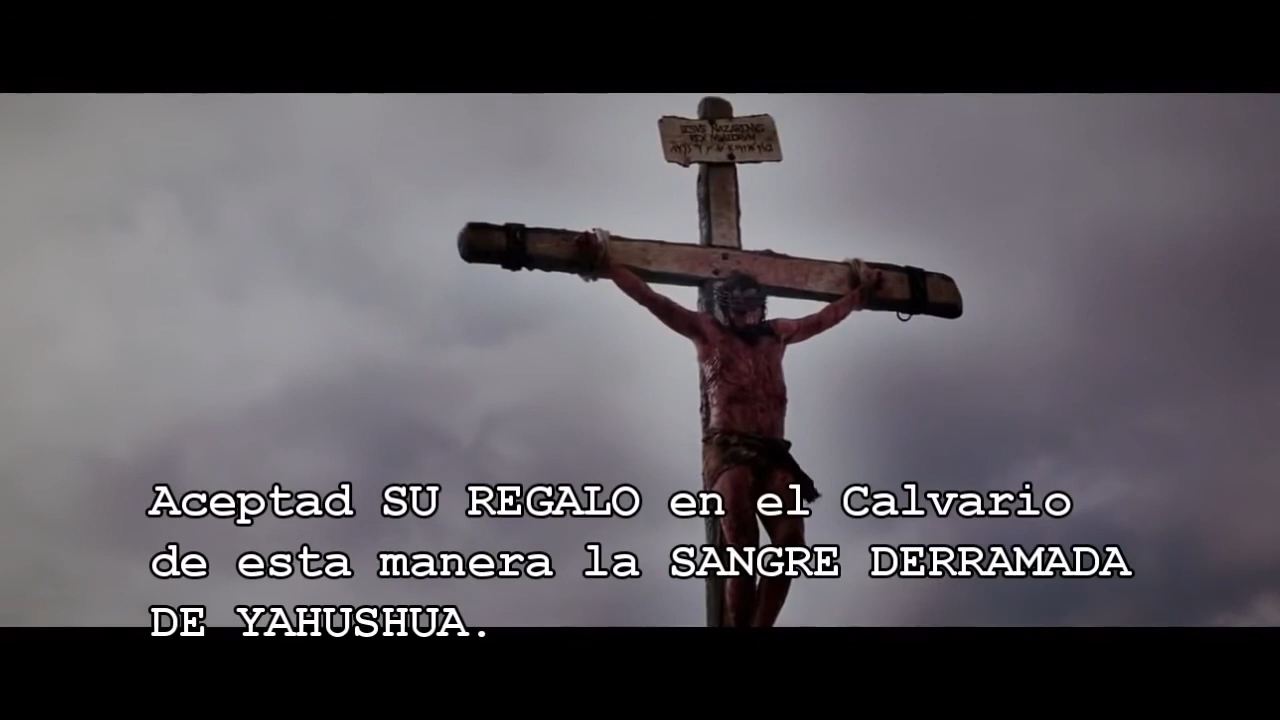 Aceptad SU REGALO en el Calvario
de esta manera la SANGRE DERRAMADA
DE YAHUSHUA.